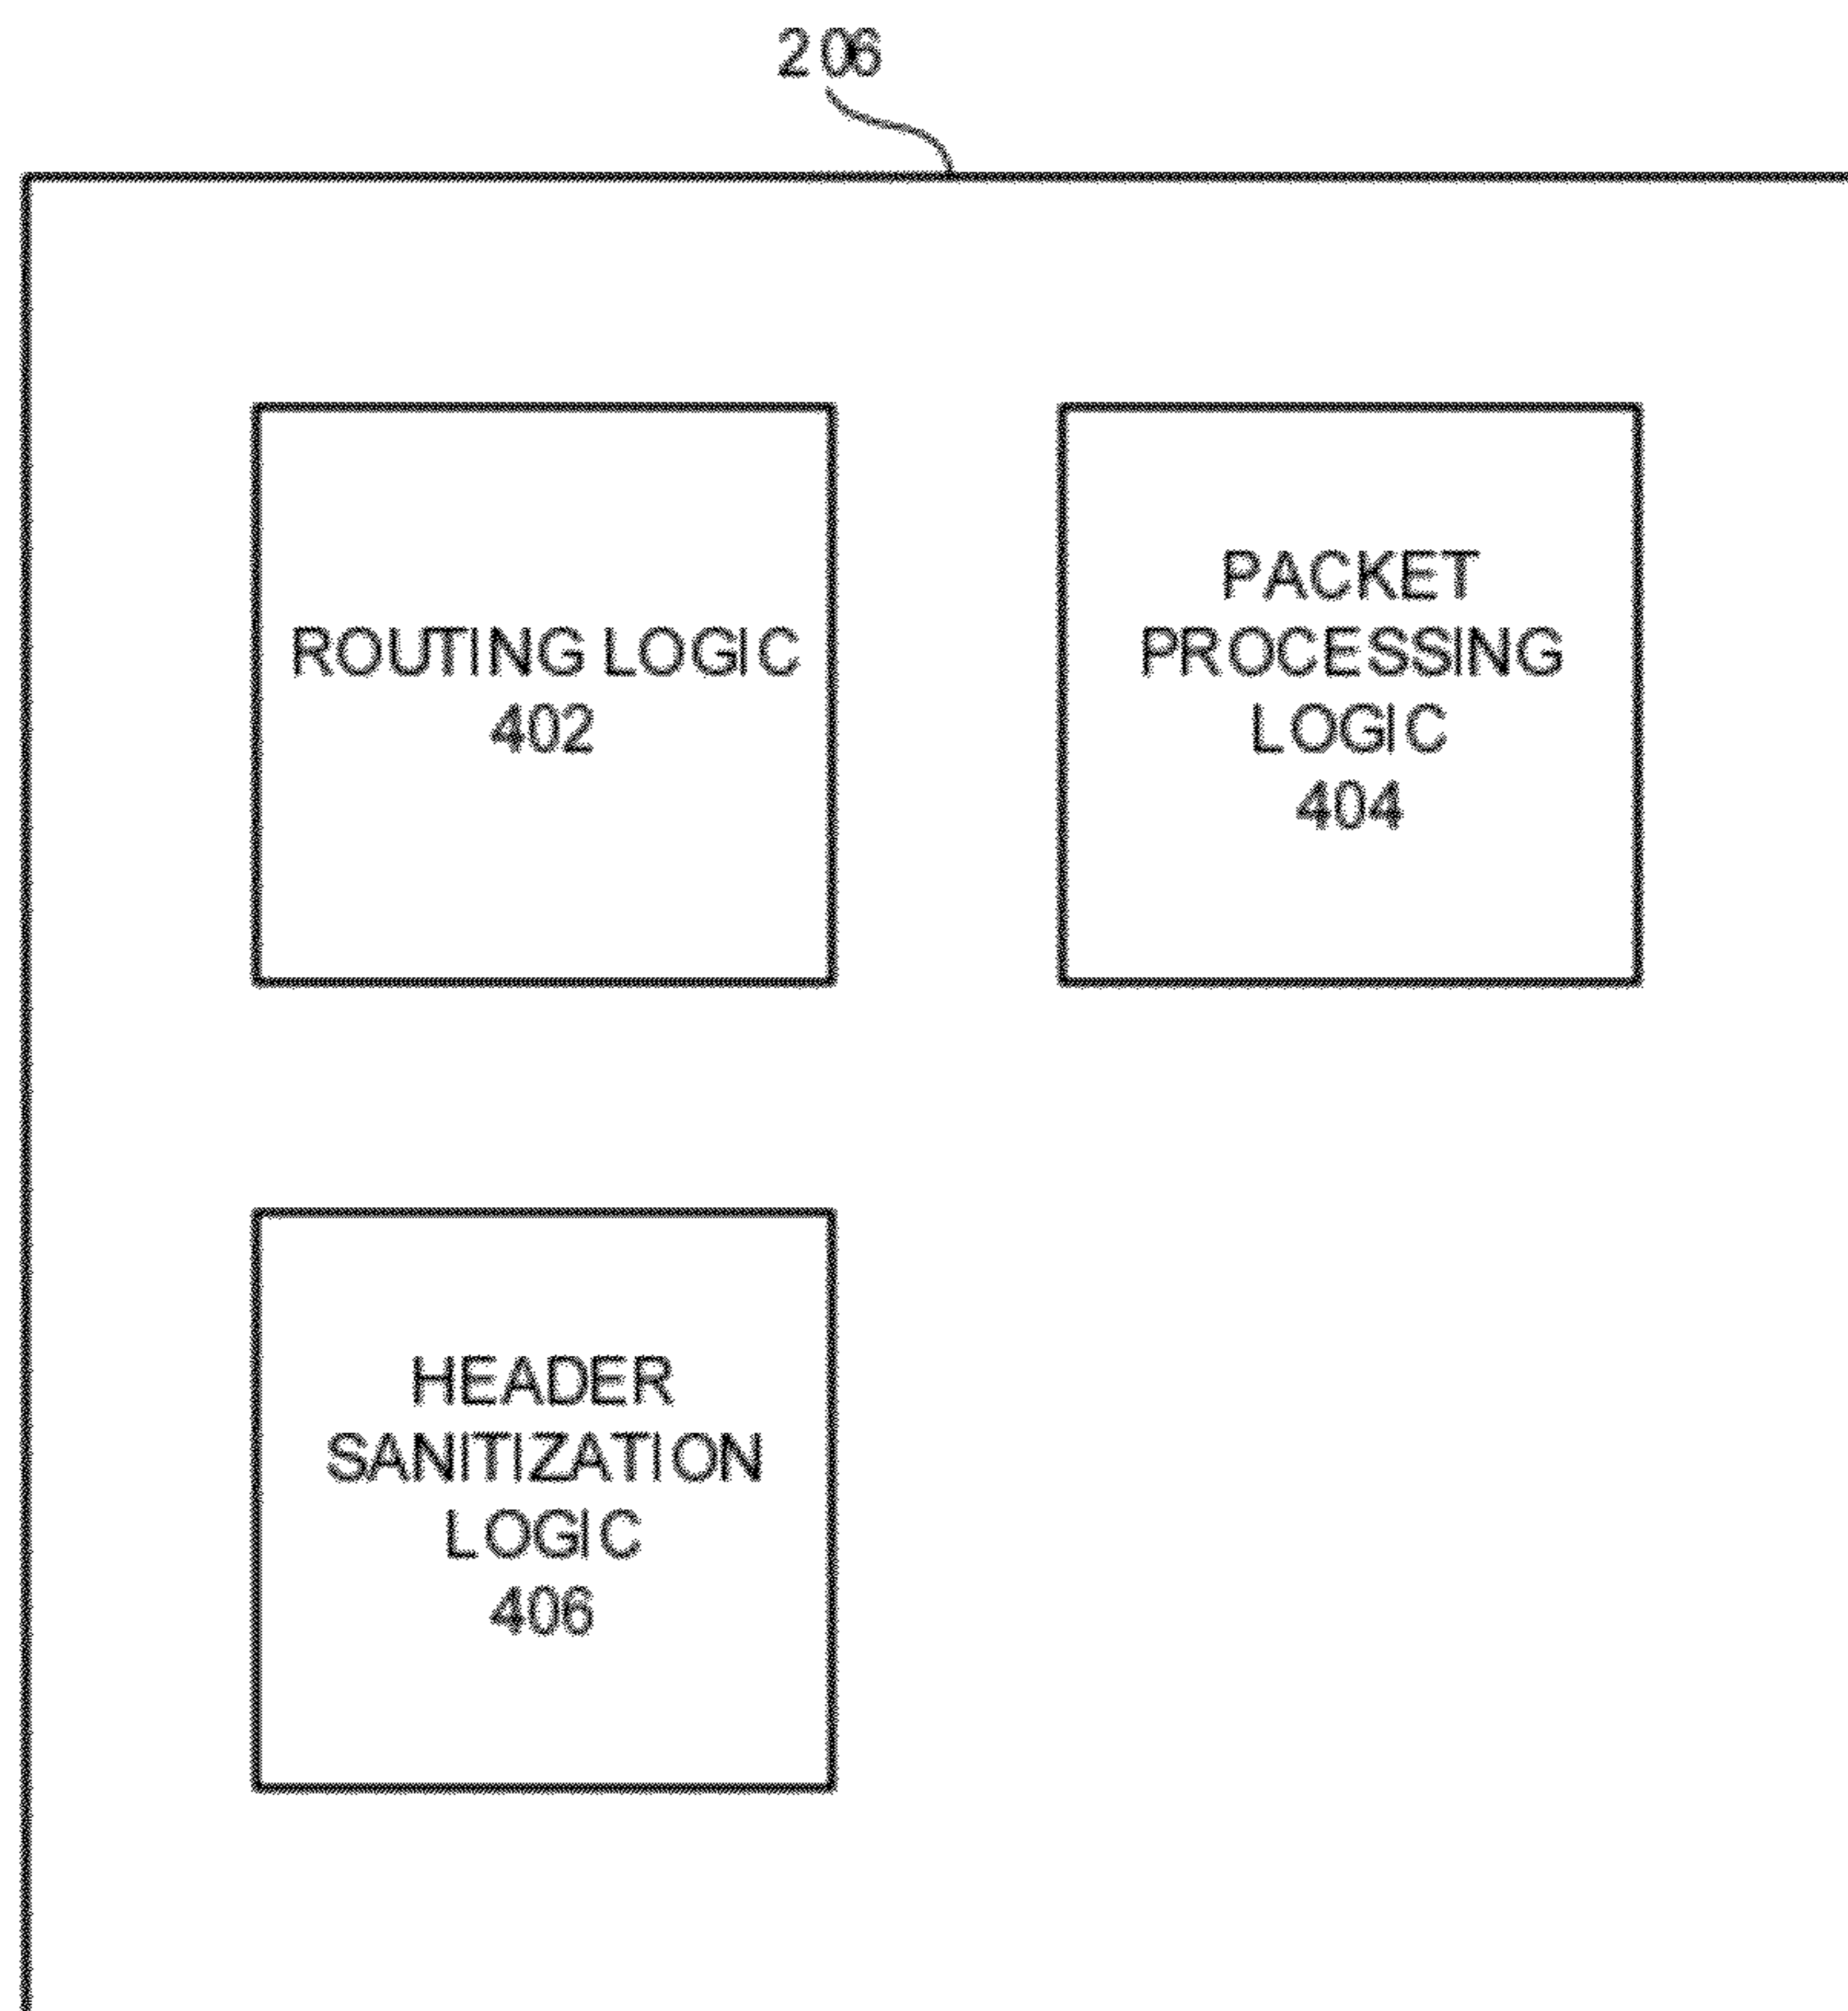 206
ROUTING LOGIC
402
PACKET
PROCESSING
LOGIC
404
HEADER
SANITIZATION
LOGIC
406